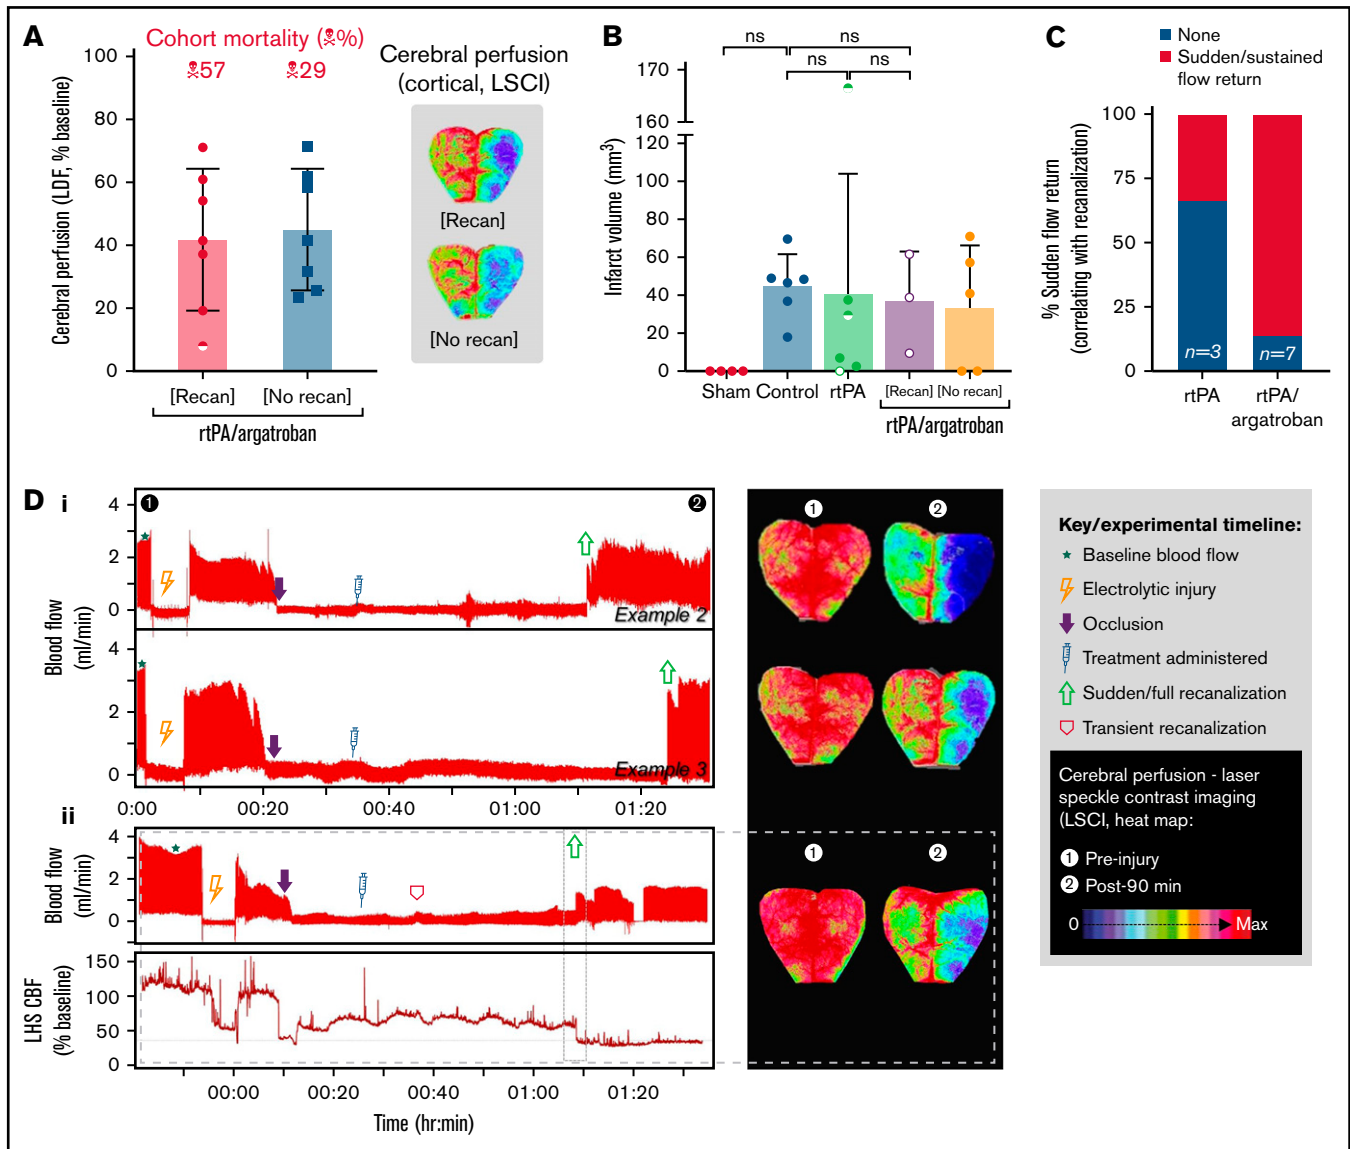 A
Cohort mortality (☠%)
☠57
☠29
Cerebral perfusion
(cortical, LSCI)
Cerebral perfusion (LDF, % baseline)
100
80
60
40
20
0
[Recan]
[No recan]
[Recan]
[No recan]
rtPA/argatroban
B
ns
ns
ns
ns
Infarct volume (mm³)
170
160
120
100
80
60
40
20
0
Sham
Control
rtPA
[Recan]
[No recan]
rtPA/argatroban
C
None
Sudden/sustained
flow return
% Sudden flow return
(correlating with recanalization)
100
75
50
25
0
n=3
n=7
rtPA
rtPA/
argatroban
D
i
1
2
Blood flow
(ml/min)
4
2
0
Example 2
4
2
0
Example 3
0:00
00:20
00:40
01:00
01:20
ii
Blood flow
(ml/min)
4
2
0
LHS CBF
(% baseline)
150
100
50
0
00:00
00:20
00:40
01:00
01:20
Time (hr:min)
1
2
1
2
Key/experimental timeline:
Baseline blood flow
Electrolytic injury
Occlusion
Treatment administered
Sudden/full recanalization
Transient recanalization
Cerebral perfusion - laser
speckle contrast imaging
(LSCI, heat map:
1 Pre-injury
2 Post-90 min
0
Max